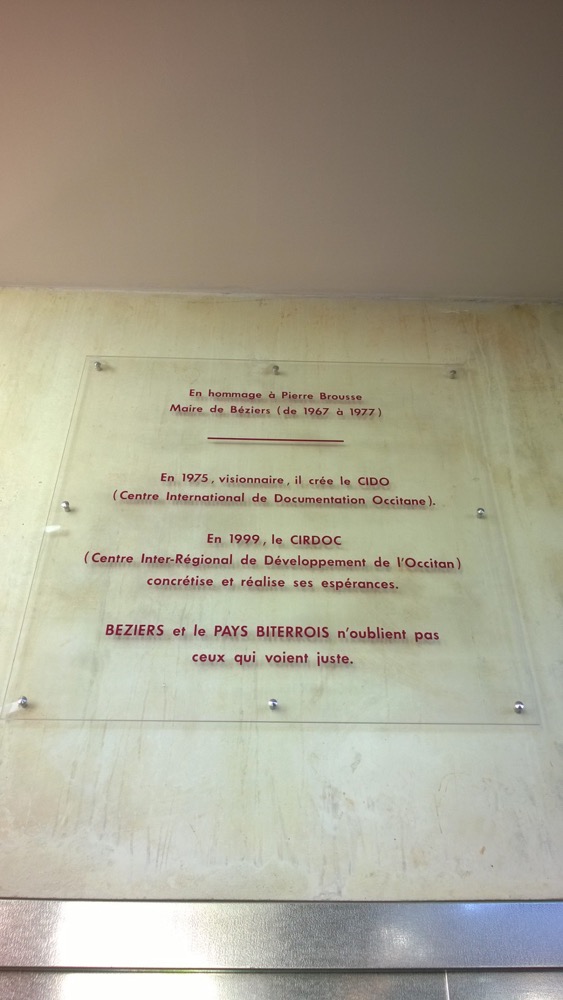 En hommage à Pierre Brousse
Maire de Béziers (de 1967 à 1977)
En 1975, visionnaire, il crée le CIDO
(Centre International de Documentation Occitane).
En 1999, le CIRDOC
(Centre Inter-Régional de Développement de l'Occitan)
concrétise et réalise ses espérances.
BEZIERS et le PAYS BITERROIS n'oublient pas
ceux qui voient juste.